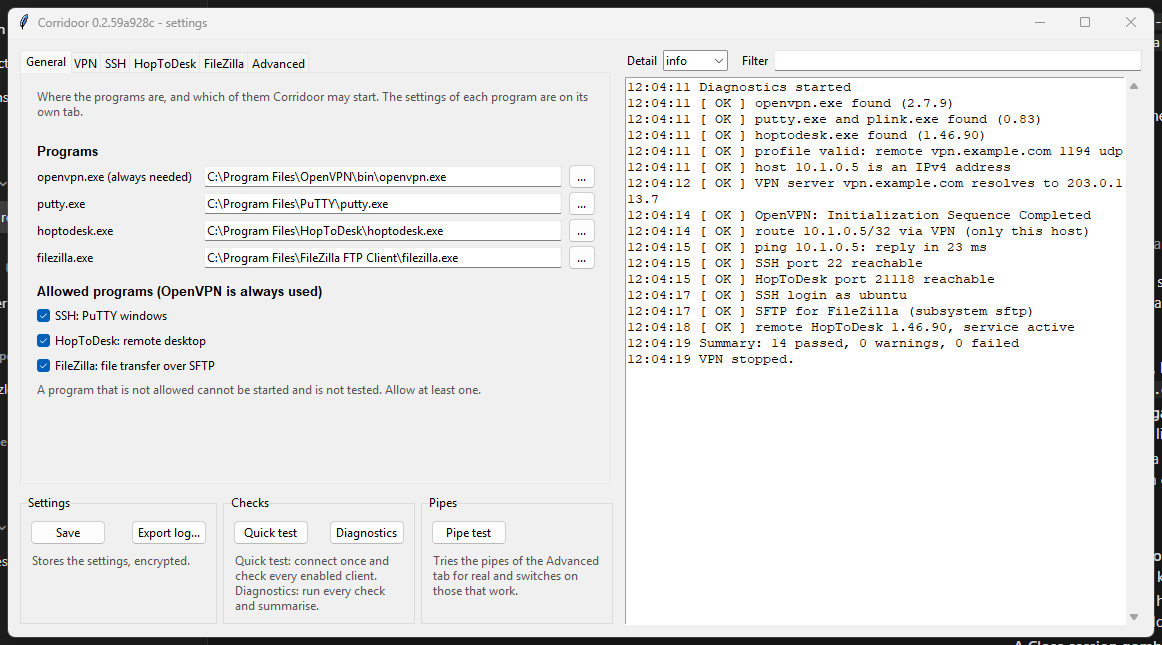 Corridoor 0.2.59a928c - settings
General VPN SSH HopToDesk FileZilla Advanced
Where the programs are, and which of them Corridoor may start. The settings of each program are on its
own tab.
Programs
openvpn.exe (always needed) C:\Program Files\OpenVPN\bin\openvpn.exe ...
putty.exe C:\Program Files\PuTTY\putty.exe ...
hoptodesk.exe C:\Program Files\HopToDesk\hoptodesk.exe ...
filezilla.exe C:\Program Files\FileZilla FTP Client\filezilla.exe ...
Allowed programs (OpenVPN is always used)
SSH: PuTTY windows
HopToDesk: remote desktop
FileZilla: file transfer over SFTP
A program that is not allowed cannot be started and is not tested. Allow at least one.
Settings
Save Export log...
Stores the settings, encrypted.
Checks
Quick test Diagnostics
Quick test: connect once and
check every enabled client.
Diagnostics: run every check
and summarise.
Pipes
Pipe test
Tries the pipes of the Advanced
tab for real and switches on
those that work.
Detail info Filter
12:04:11 Diagnostics started
12:04:11 [ OK ] openvpn.exe found (2.7.9)
12:04:11 [ OK ] putty.exe and plink.exe found (0.83)
12:04:11 [ OK ] hoptodesk.exe found (1.46.90)
12:04:11 [ OK ] profile valid: remote vpn.example.com 1194 udp
12:04:11 [ OK ] host 10.1.0.5 is an IPv4 address
12:04:12 [ OK ] VPN server vpn.example.com resolves to 203.0.1
13.7
12:04:14 [ OK ] OpenVPN: Initialization Sequence Completed
12:04:14 [ OK ] route 10.1.0.5/32 via VPN (only this host)
12:04:15 [ OK ] ping 10.1.0.5: reply in 23 ms
12:04:15 [ OK ] SSH port 22 reachable
12:04:15 [ OK ] HopToDesk port 21118 reachable
12:04:17 [ OK ] SSH login as ubuntu
12:04:17 [ OK ] SFTP for FileZilla (subsystem sftp)
12:04:18 [ OK ] remote HopToDesk 1.46.90, service active
12:04:19 Summary: 14 passed, 0 warnings, 0 failed
12:04:19 VPN stopped.